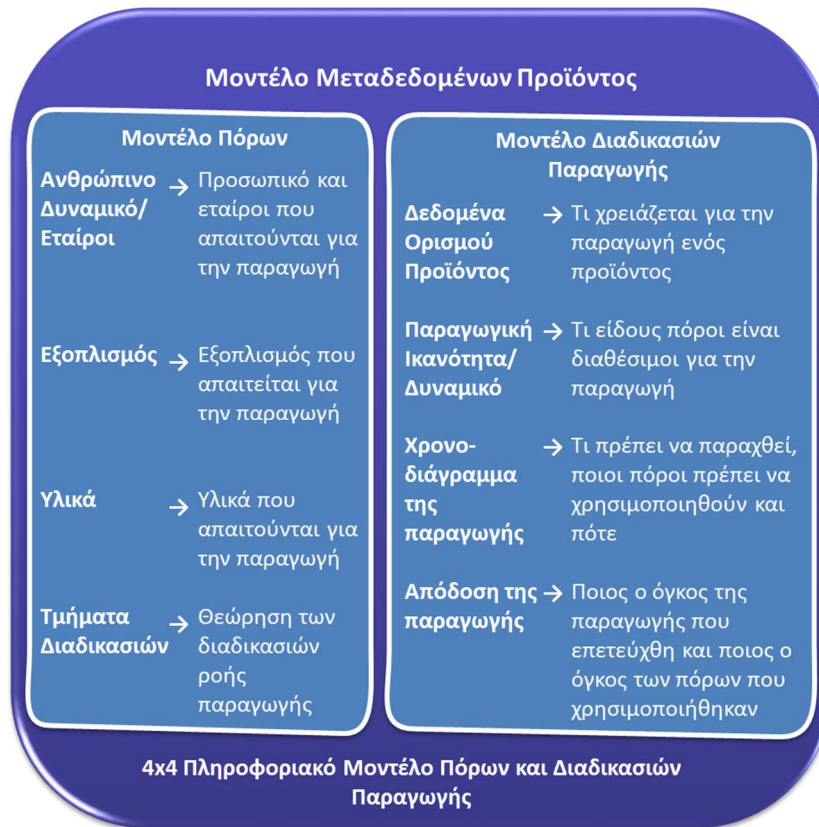 Μοντέλο Μεταδεδομένων Προϊόντος
Μοντέλο Πόρων
Ανθρώπινο → Προσωπικό και
Δυναμικό/ εταίροι που
Εταίροι απαιτούνται για
την παραγωγή
Εξοπλισμός → Εξοπλισμός που
απαιτείται για
την παραγωγή
Υλικά → Υλικά που
απαιτούνται για
την παραγωγή
Τμήματα → Θεώρηση των
Διαδικασιών διαδικασιών
ροής
παραγωγής
Μοντέλο Διαδικασιών
Παραγωγής
Δεδομένα → Τι χρειάζεται για την
Ορισμού παραγωγή ενός
Προϊόντος προϊόντος
Παραγωγική → Τι είδους πόροι είναι
Ικανότητα/ διαθέσιμοι για την
Δυναμικό παραγωγή
Χρονο- → Τι πρέπει να παραχθεί,
διάγραμμα ποιοι πόροι πρέπει να
της χρησιμοποιηθούν και
παραγωγής πότε
Απόδοση της → Ποιος ο όγκος της
παραγωγής παραγωγής που
επετεύχθη και ποιος ο
όγκος των πόρων που
χρησιμοποιήθηκαν
4x4 Πληροφοριακό Μοντέλο Πόρων και Διαδικασιών
Παραγωγής